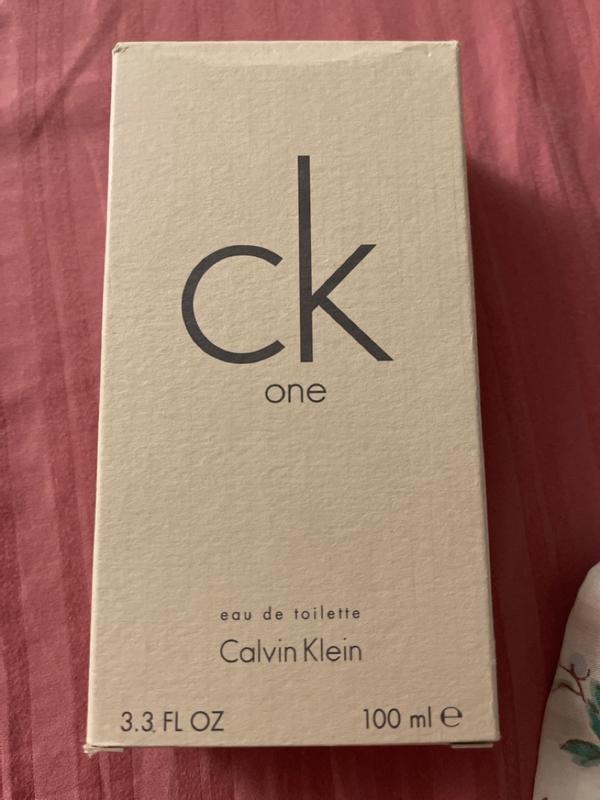 ck
one
eau de toilette
Calvin Klein
3.3 FL OZ 100 ml ℮